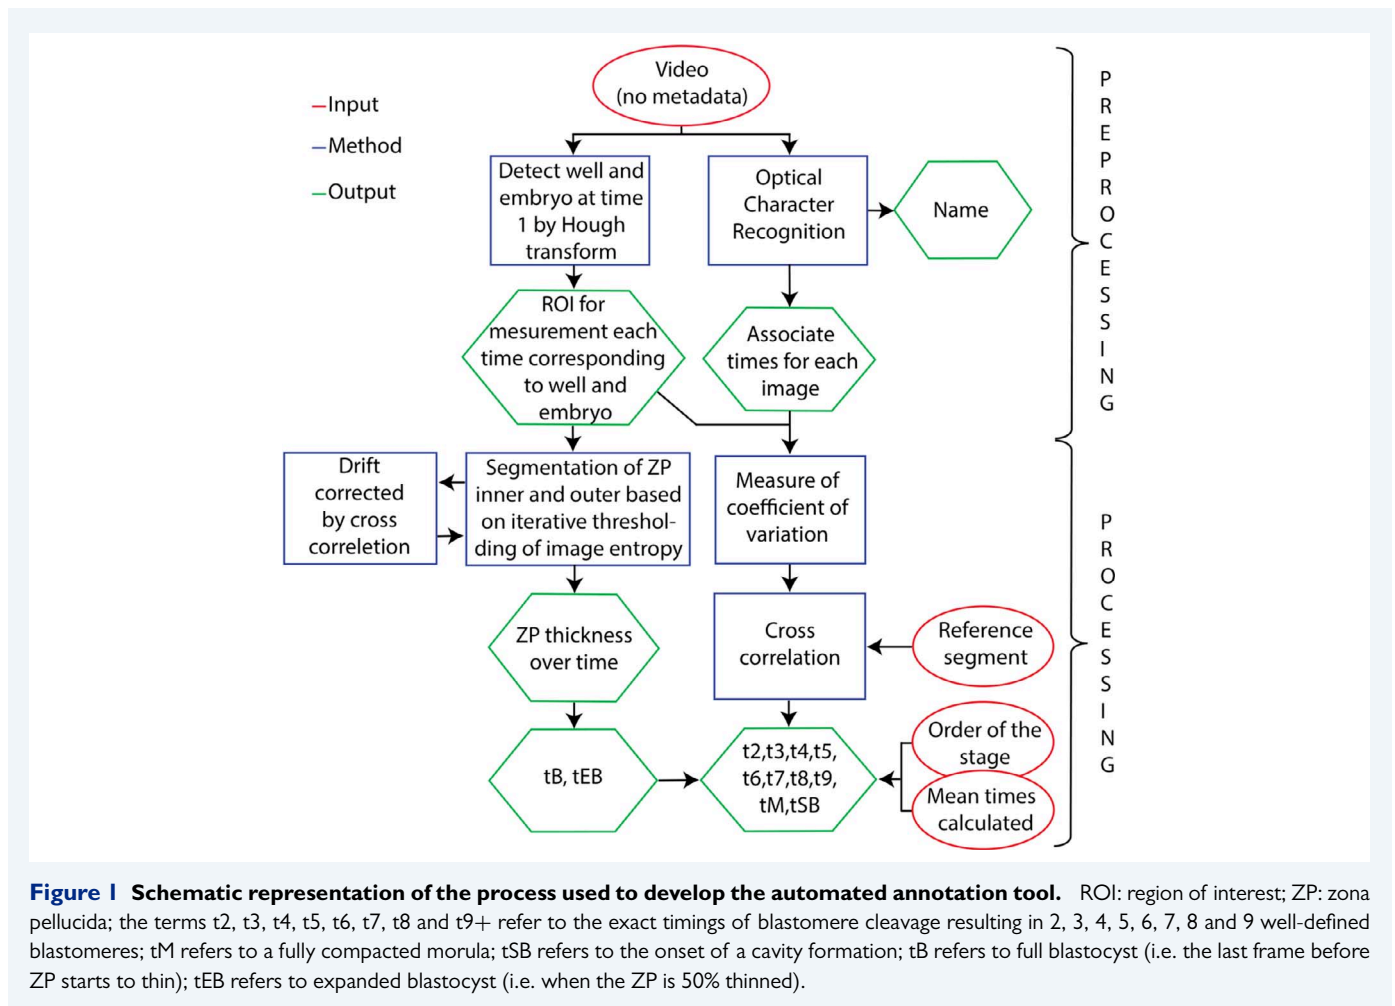 Video
(no metadata)
Input
Method
Output
Detect well and
embryo at time
1 by Hough
transform
Optical
Character
Recognition
Name
ROI for
mesurement each
time corresponding
to well and
embryo
Associate
times for each
image
PREPROCESSING
Drift
corrected
by cross
correletion
Segmentation of ZP
inner and outer based
on iterative threshol-
ding of image entropy
Measure of
coefficient of
variation
ZP thickness
over time
Cross
correlation
Reference
segment
tB, tEB
t2,t3,t4,t5,
t6,t7,t8,t9,
tM,tSB
Order of the
stage
Mean times
calculated
PROCESSING
Figure 1 Schematic representation of the process used to develop the automated annotation tool. ROI: region of interest; ZP: zona
pellucida; the terms t2, t3, t4, t5, t6, t7, t8 and t9+ refer to the exact timings of blastomere cleavage resulting in 2, 3, 4, 5, 6, 7, 8 and 9 well-defined
blastomeres; tM refers to a fully compacted morula; tSB refers to the onset of a cavity formation; tB refers to full blastocyst (i.e. the last frame before
ZP starts to thin); tEB refers to expanded blastocyst (i.e. when the ZP is 50% thinned).